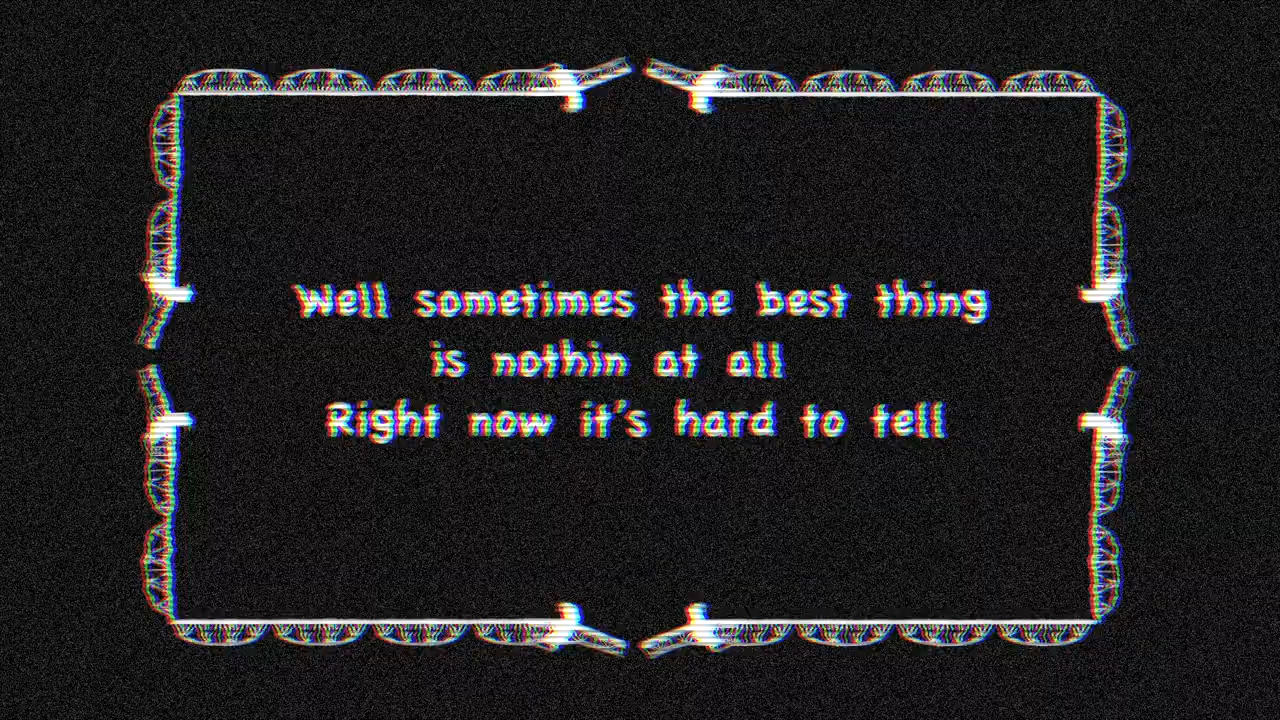 Well sometimes the best thing
is nothin at all
Right now it's hard to tell